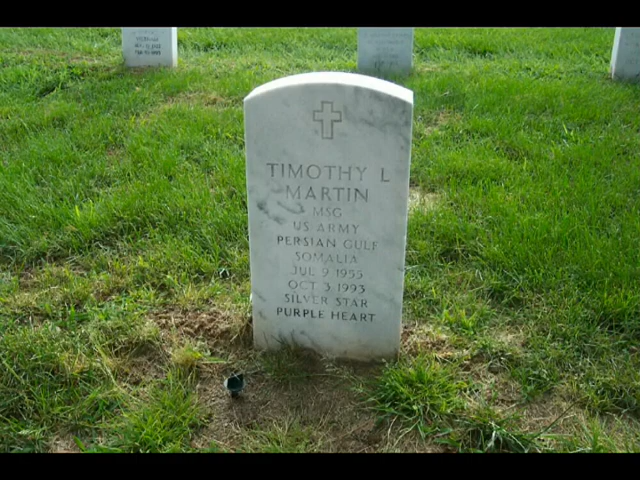 TIMOTHY L
MARTIN
MSG
US ARMY
PERSIAN GULF
SOMALIA
JUL 9 1955
OCT 3 1993
SILVER STAR
PURPLE HEART